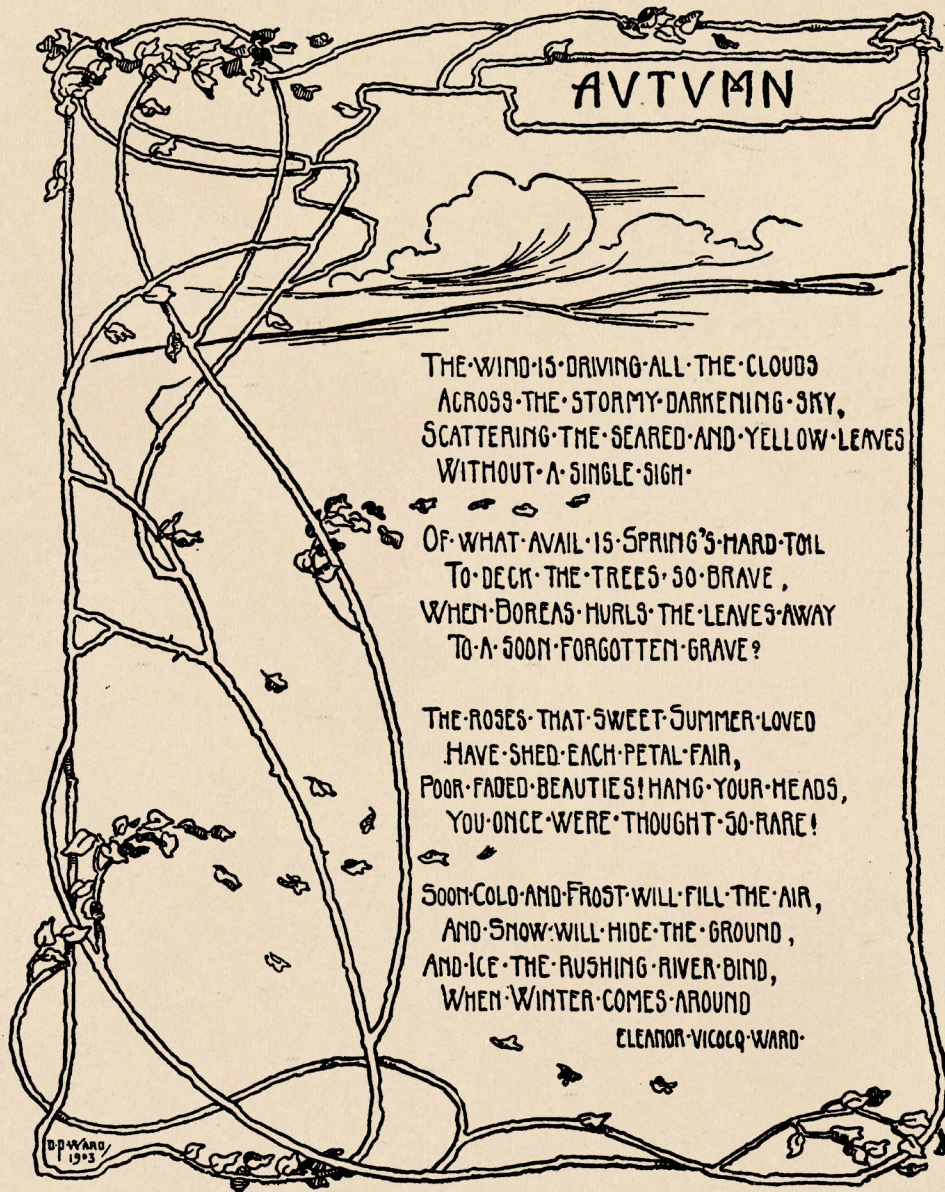 AVTVMN
THE·WIND·IS·DRIVING·ALL·THE·CLOUDS
ACROSS·THE·STORMY·DARKENING·SKY,
SCATTERING·THE·SEARED·AND·YELLOW·LEAVES
WITHOUT·A·SINGLE·SIGH·
OF·WHAT·AVAIL·IS·SPRING'S·HARD·TOIL
TO·DECK·THE·TREES·SO·BRAVE,
WHEN·BOREAS·HURLS·THE·LEAVES·AWAY
TO·A·SOON·FORGOTTEN·GRAVE?
THE·ROSES·THAT·SWEET·SUMMER·LOVED
HAVE·SHED·EACH·PETAL·FAIR,
POOR·FADED·BEAUTIES! HANG·YOUR·HEADS,
YOU·ONCE·WERE·THOUGHT·SO·RARE!
SOON·COLD·AND·FROST·WILL·FILL·THE·AIR,
AND·SNOW·WILL·HIDE·THE·GROUND,
AND·ICE·THE·RUSHING·RIVER·BIND,
WHEN·WINTER·COMES·AROUND
ELEANOR·VICOCQ·WARD·
D·P·WARD/
1903